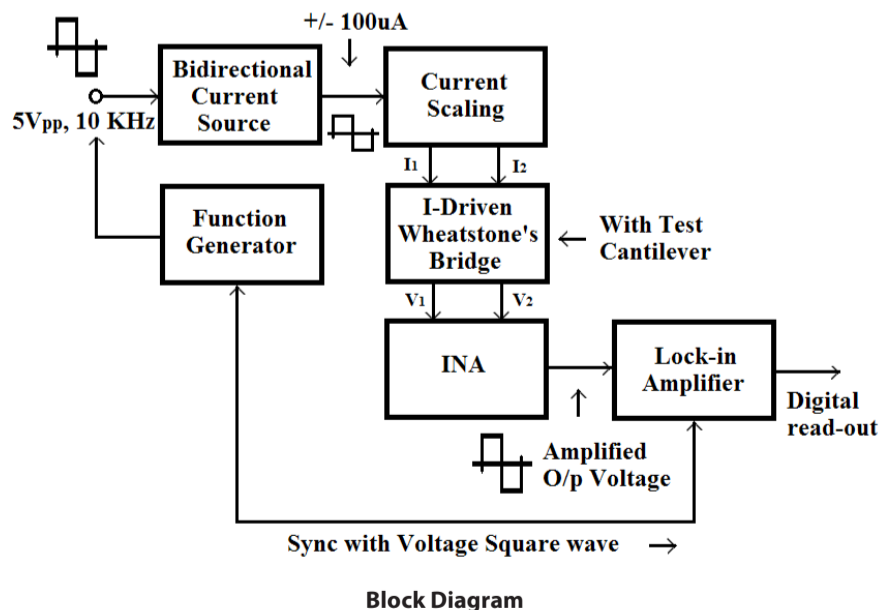 +/- 100uA
Bidirectional
Current
Source
Current
Scaling
5Vpp, 10 KHz
I1
I2
Function
Generator
I-Driven
Wheatstone's
Bridge
With Test
Cantilever
V1
V2
INA
Lock-in
Amplifier
Digital
read-out
Amplified
O/p Voltage
Sync with Voltage Square wave
Block Diagram